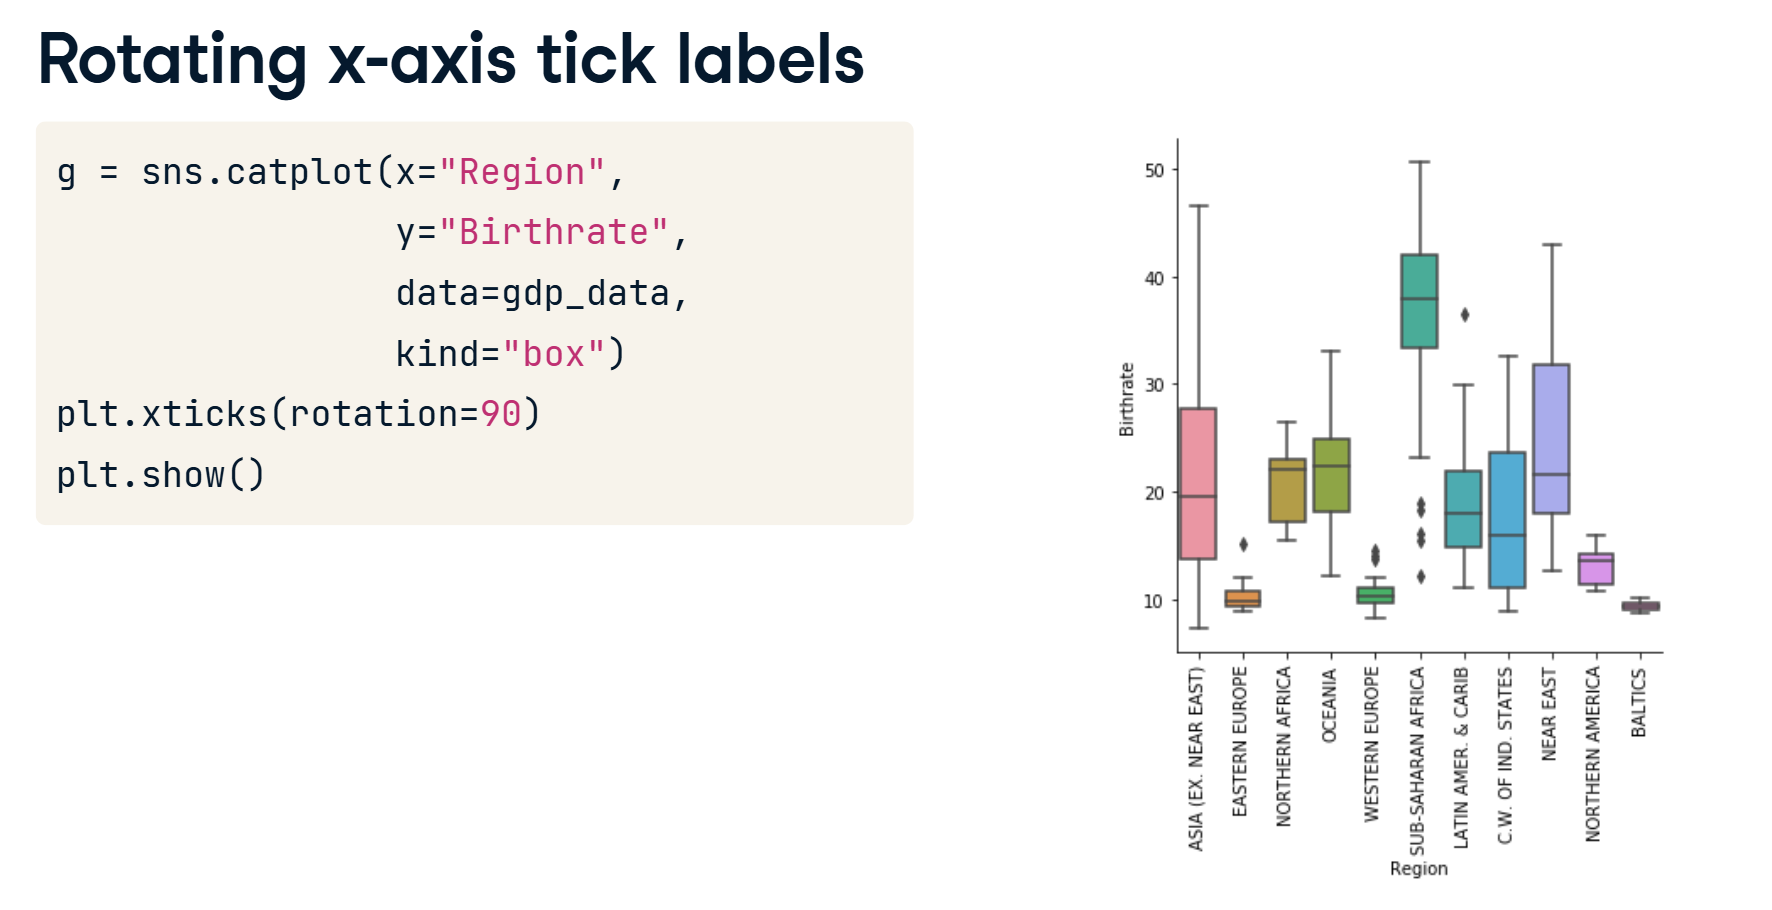 Rotating x-axis tick labels
g = sns.catplot(x="Region",
y="Birthrate",
data=gdp_data,
kind="box")
plt.xticks(rotation=90)
plt.show()
50
40
30
20
10
Birthrate
ASIA (EX. NEAR EAST)
EASTERN EUROPE
NORTHERN AFRICA
OCEANIA
WESTERN EUROPE
SUB-SAHARAN AFRICA
LATIN AMER. & CARIB
C.W. OF IND. STATES
NEAR EAST
NORTHERN AMERICA
BALTICS
Region